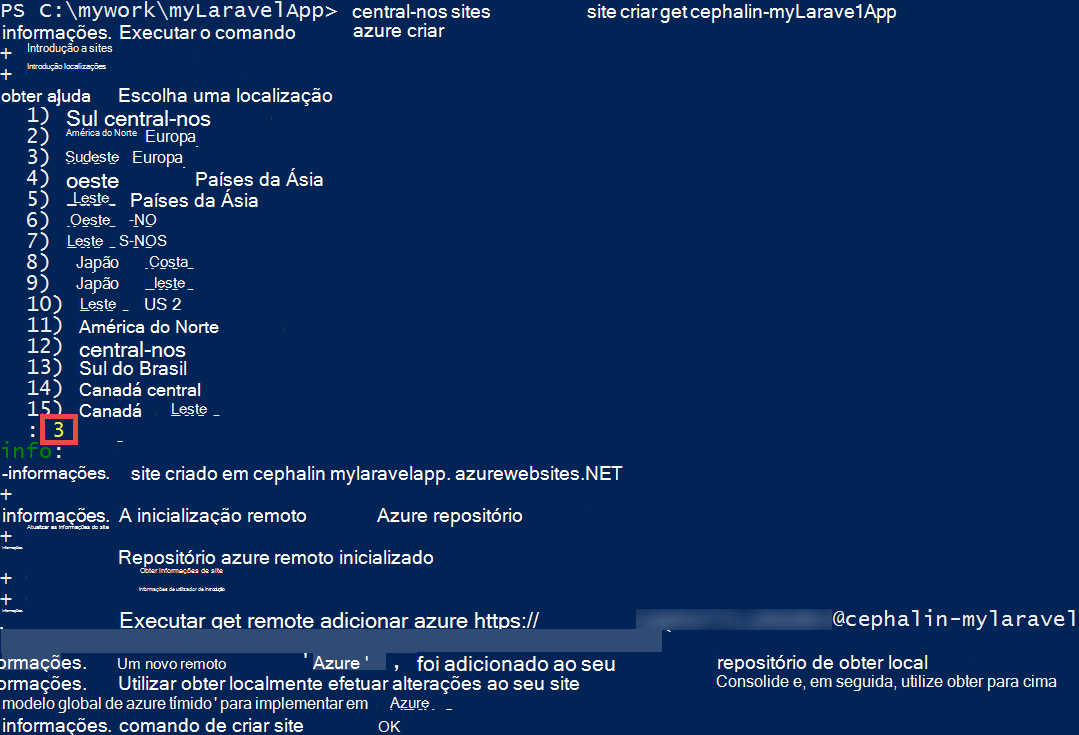 PS C:\mywork\myLaravelApp> central-nos sites site criar get cephalin-myLarave1App
informações. Executar o comando azure criar
+ Introdução a sites
+ Introdução localizações
obter ajuda Escolha uma localização
1) Sul central-nos
2) América do Norte Europa
3) Sudeste Europa
4) oeste Países da Ásia
5) Leste Países da Ásia
6) Oeste -NO
7) Leste S-NOS
8) Japão Costa
9) Japão leste
10) Leste US 2
11) América do Norte
12) central-nos
13) Sul do Brasil
14) Canadá central
15) Canadá Leste
: 3
info:
-informações. site criado em cephalin mylaravelapp. azurewebsites.NET
+
informações. A inicialização remoto Azure repositório
Atualizar as informações do site
+
informações.
Repositório azure remoto inicializado
Obter informações de site
+
Informações de utilizador de introdução
+
informações.
Executar get remote adicionar azure https:// @cephalin-mylaravel
ormações. Um novo remoto 'Azure', foi adicionado ao seu repositório de obter local
ormações. Utilizar obter localmente efetuar alterações ao seu site Consolide e, em seguida, utilize obter para cima
modelo global de azure tímido' para implementar em Azure
informações. comando de criar site OK